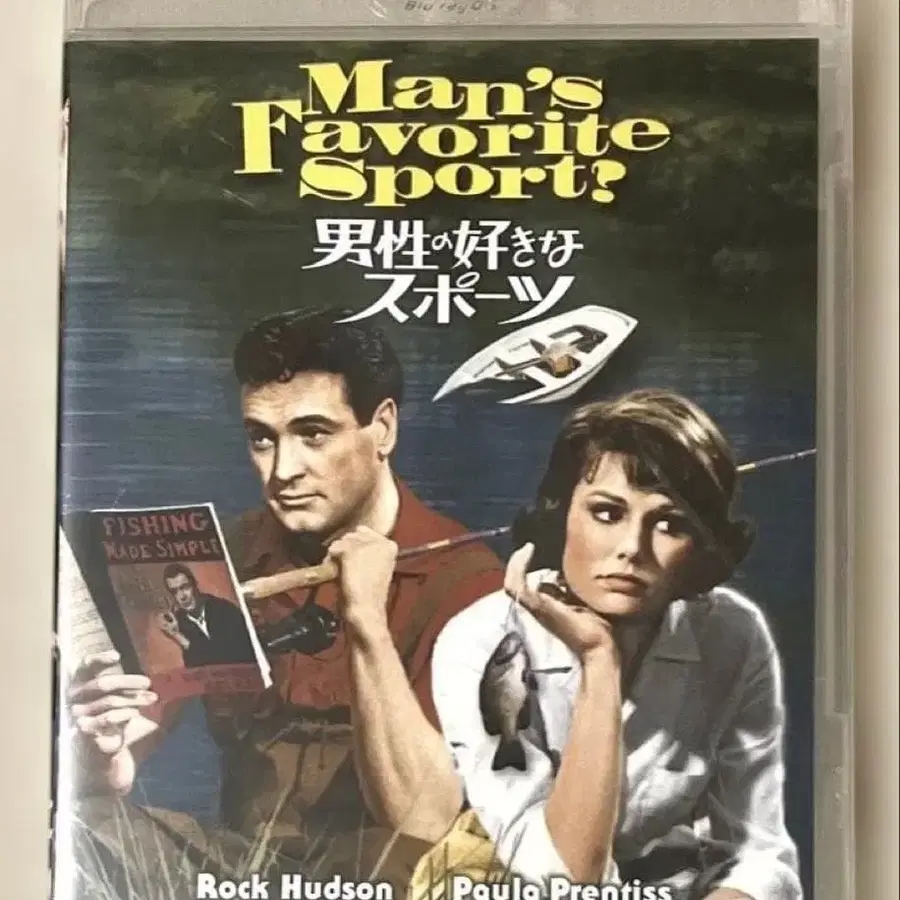 Blu-ray Disc
Man's
Favorite
Sport?
男性の好きな
スポーツ
FISHING
MADE SIMPLE
Rock Hudson
Paula Prentiss